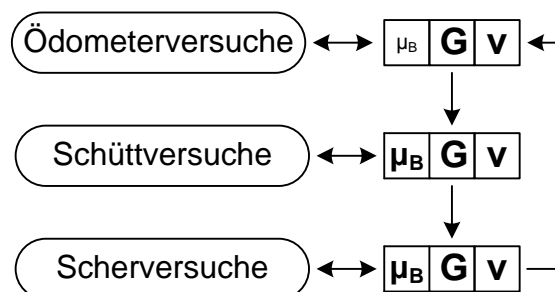 Ödometerversuche μB G ν
Schüttversuche μB G ν
Scherversuche μB G ν